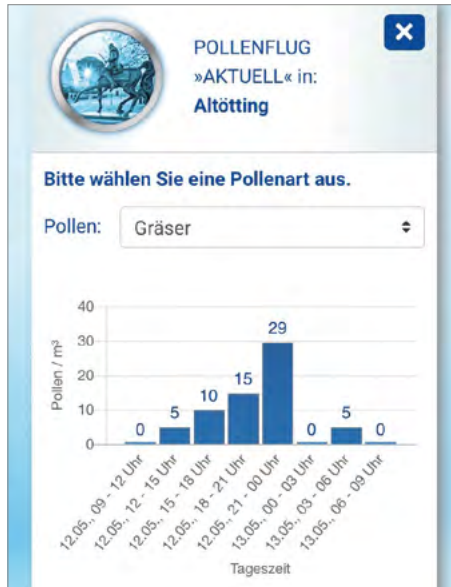 POLLENFLUG
»AKTUELL« in:
Altötting
Bitte wählen Sie eine Pollenart aus.
Pollen: Gräser
Pollen / m³
40
30
20
10
0
0
5
10
15
29
0
5
0
12.05., 09 - 12 Uhr
12.05., 12 - 15 Uhr
12.05., 15 - 18 Uhr
12.05., 18 - 21 Uhr
12.05., 21 - 00 Uhr
13.05., 00 - 03 Uhr
13.05., 03 - 06 Uhr
13.05., 06 - 09 Uhr
Tageszeit